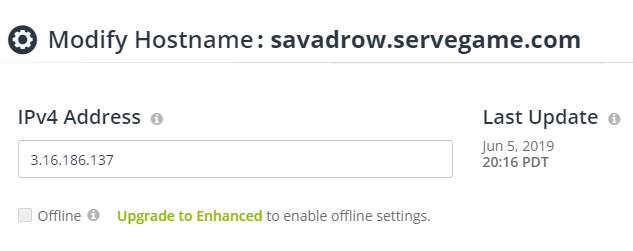 Modify Hostname: savadrow.servegame.com
IPv4 Address
Last Update
3.16.186.137
Jun 5, 2019
20:16 PDT
Offline Upgrade to Enhanced to enable offline settings.